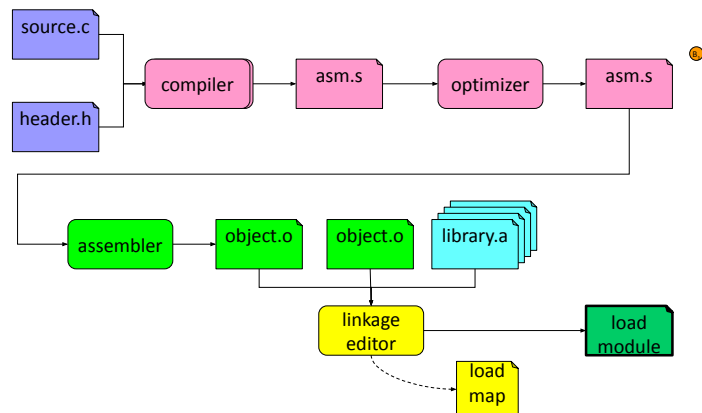 source.c
header.h
compiler
asm.s
optimizer
asm.s
B.
assembler
object.o
object.o
library.a
linkage
editor
load
module
load
map